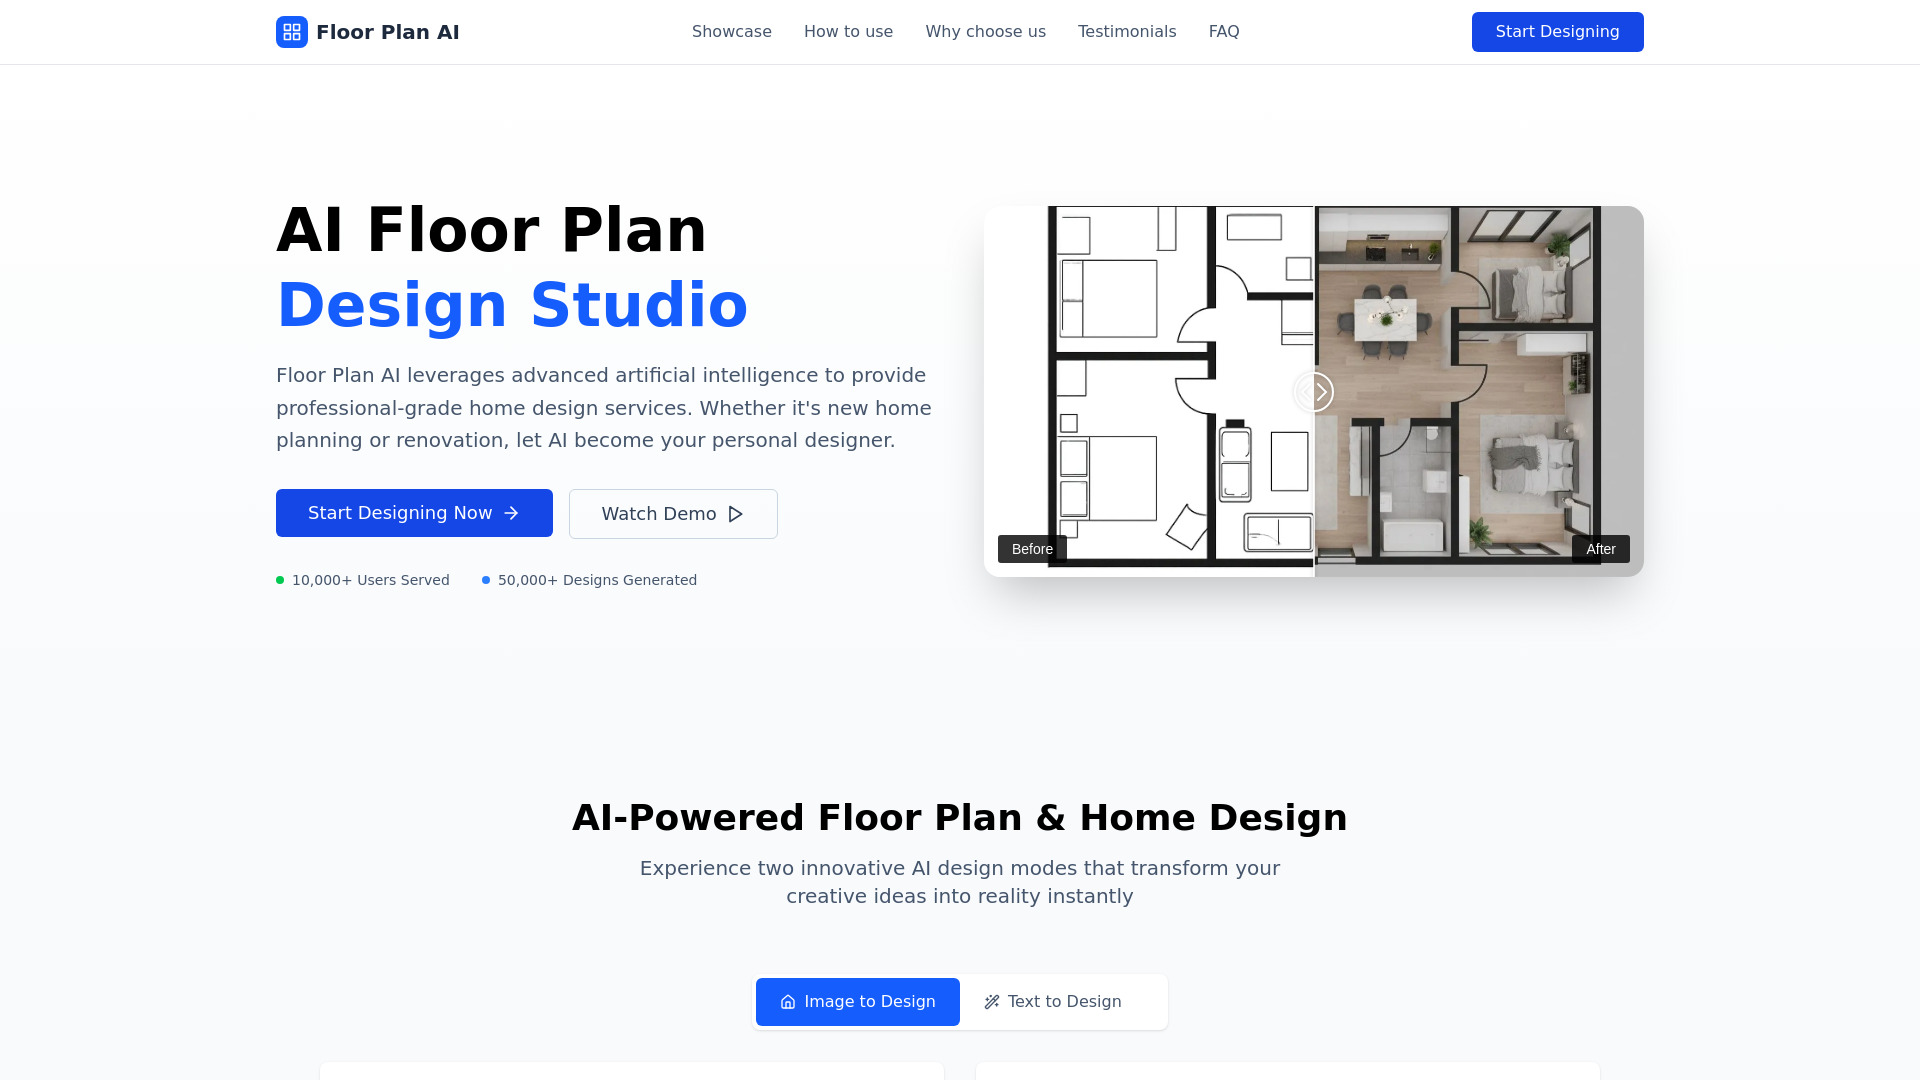 Floor Plan AI
Showcase
How to use
Why choose us
Testimonials
FAQ
Start Designing
AI Floor Plan
Design Studio
Floor Plan AI leverages advanced artificial intelligence to provide
professional-grade home design services. Whether it's new home
planning or renovation, let AI become your personal designer.
Start Designing Now
Watch Demo
10,000+ Users Served
50,000+ Designs Generated
Before
After
AI-Powered Floor Plan & Home Design
Experience two innovative AI design modes that transform your
creative ideas into reality instantly
Image to Design
Text to Design